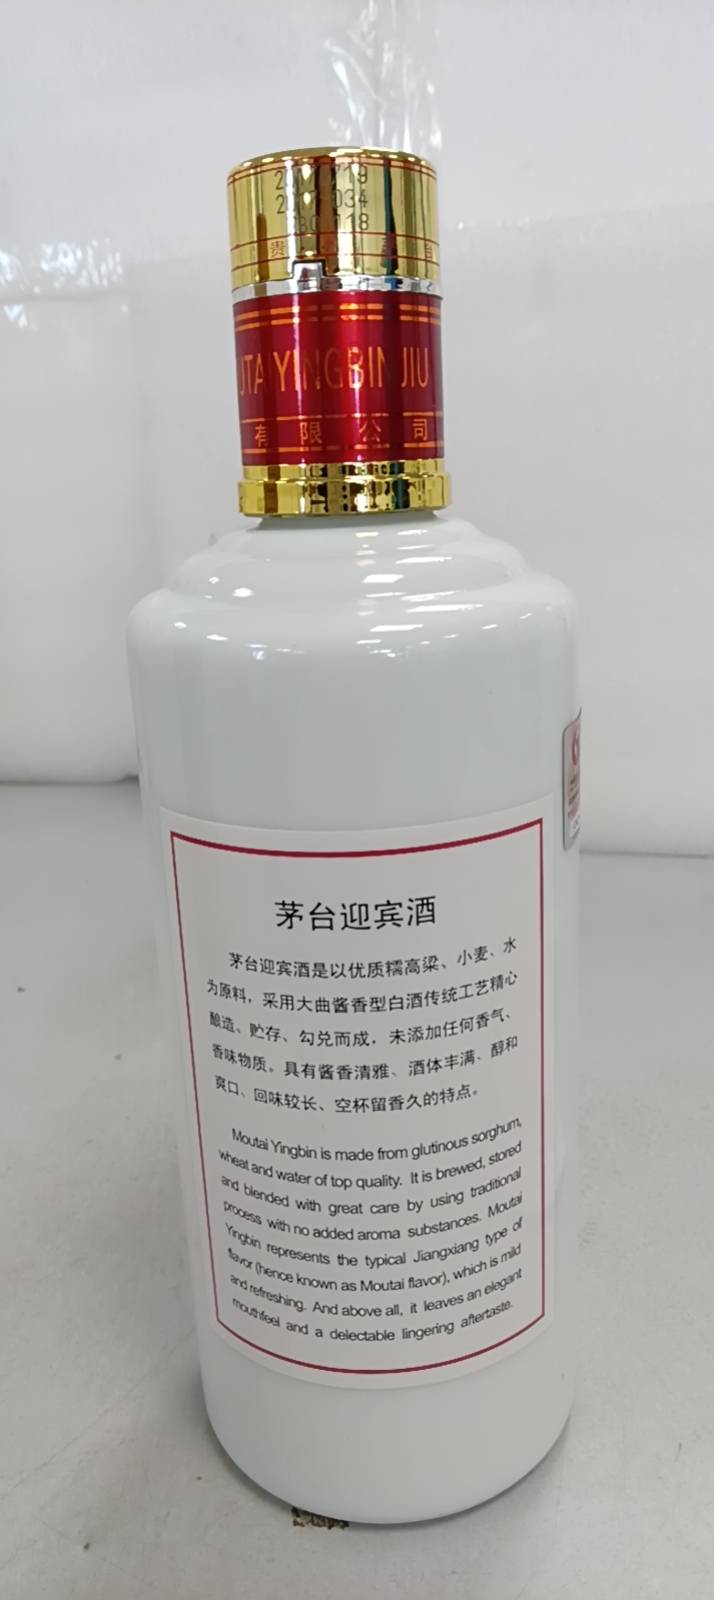 贵
台
YINGBIN JIU
有限公司
茅台迎宾酒
茅台迎宾酒是以优质糯高粱、小麦、水
为原料，采用大曲酱香型白酒传统工艺精心
酿造、贮存、勾兑而成，未添加任何香气、
香味物质。具有酱香清雅、酒体丰满、醇和
爽口、回味较长、空杯留香久的特点。
Moutai Yingbin is made from glutinous sorghum,
wheat and water of top quality. It is brewed, stored
and blended with great care by using traditional
process with no added aroma substances. Moutai
Yingbin represents the typical Jiangxiang type of
flavor (hence known as Moutai flavor), which is mild
and refreshing. And above all, it leaves an elegant
mouthfeel and a delectable lingering aftertaste.